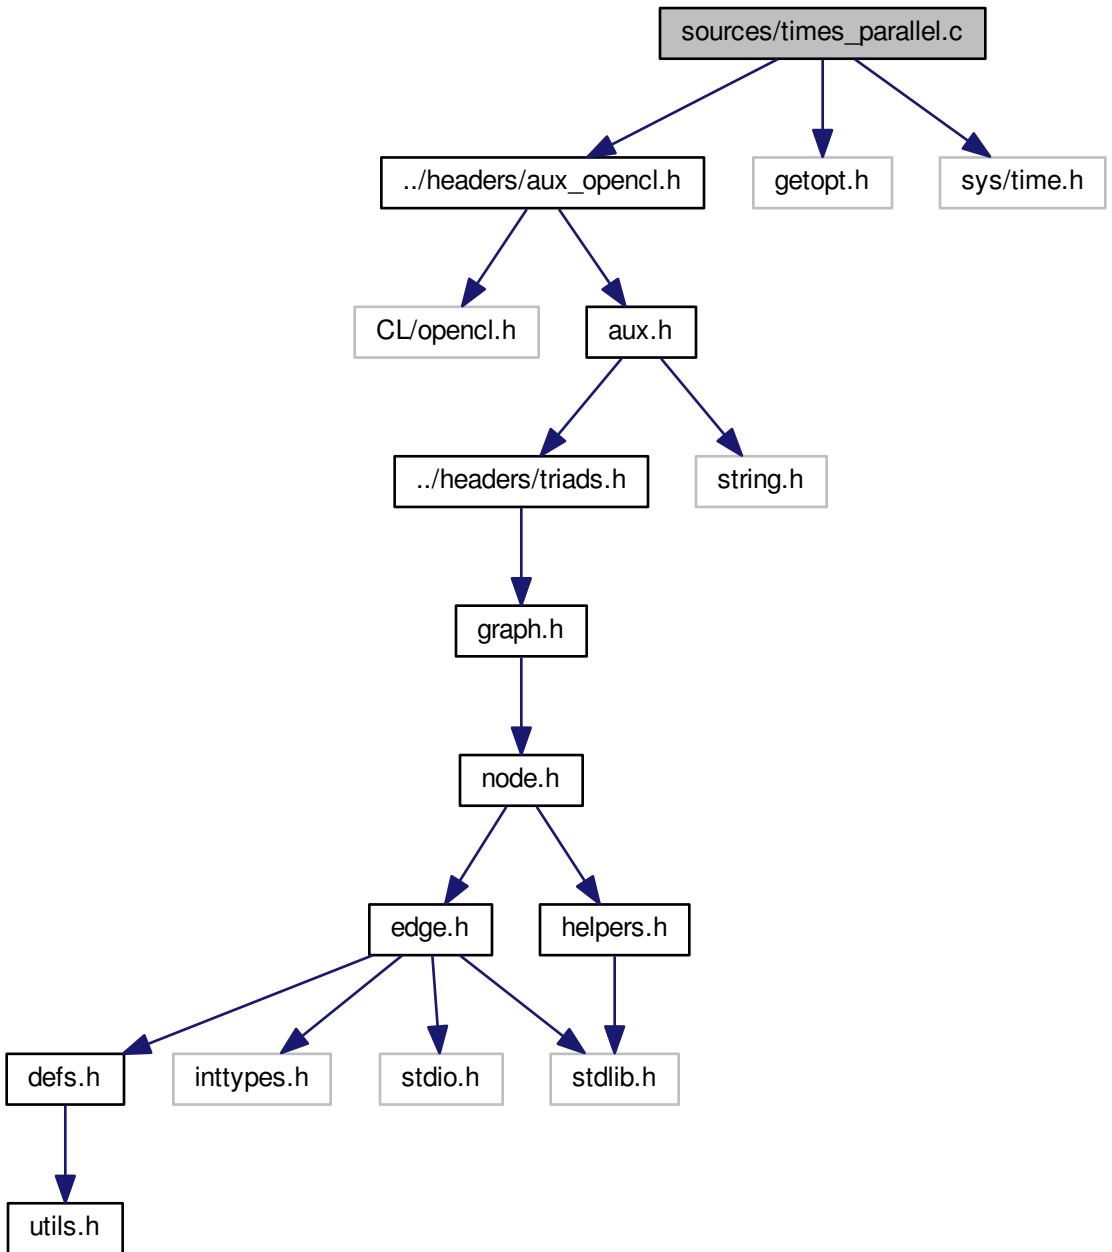 sources/times_parallel.c
../headers/aux_opencl.h
getopt.h
sys/time.h
CL/opencl.h
aux.h
../headers/triads.h
string.h
graph.h
node.h
edge.h
helpers.h
defs.h
inttypes.h
stdio.h
stdlib.h
utils.h